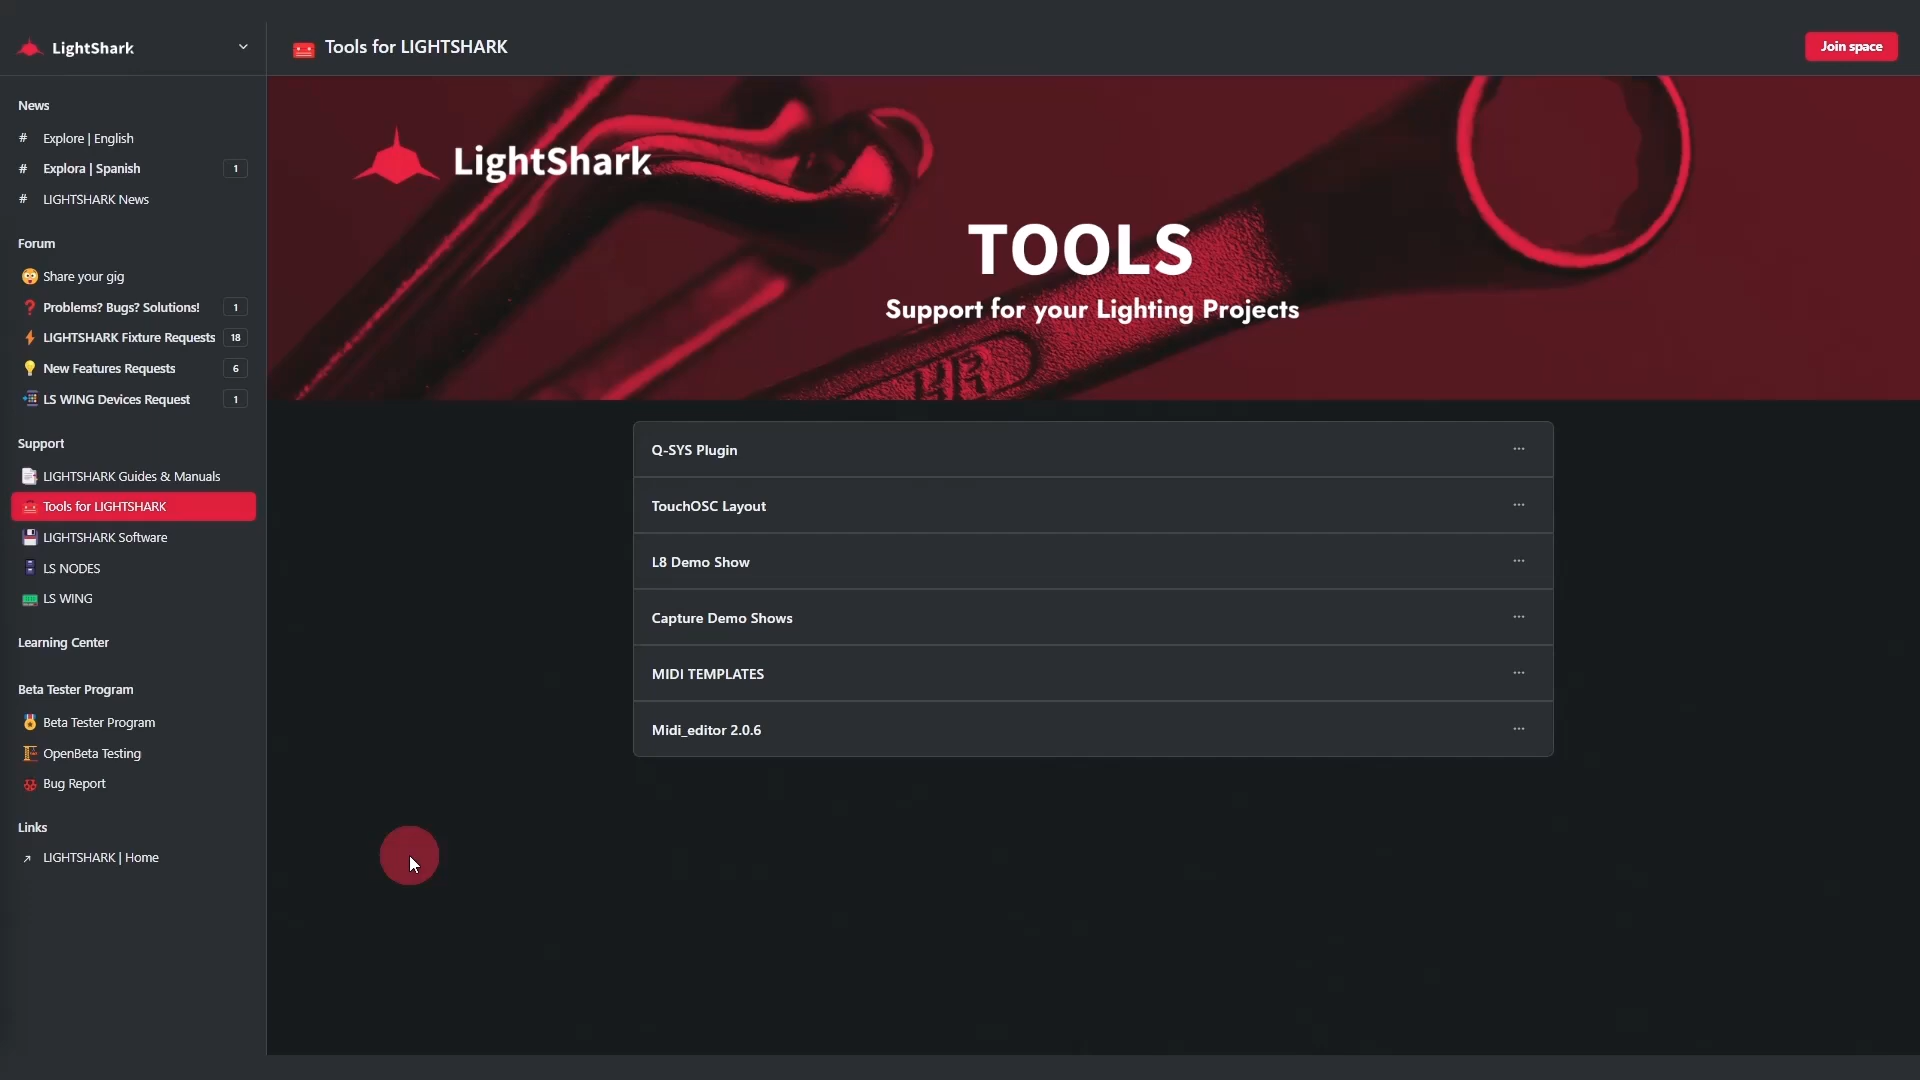 LightShark
Tools for LIGHTSHARK
Join space
News
# Explore | English
# Explora | Spanish 1
# LIGHTSHARK News
Forum
Share your gig
Problems? Bugs? Solutions! 1
LIGHTSHARK Fixture Requests 18
New Features Requests 6
LS WING Devices Request 1
Support
LIGHTSHARK Guides & Manuals
Tools for LIGHTSHARK
LIGHTSHARK Software
LS NODES
LS WING
Learning Center
Beta Tester Program
Beta Tester Program
OpenBeta Testing
Bug Report
Links
LIGHTSHARK | Home
LightShark
TOOLS
Support for your Lighting Projects
Q-SYS Plugin
TouchOSC Layout
L8 Demo Show
Capture Demo Shows
MIDI TEMPLATES
Midi_editor 2.0.6